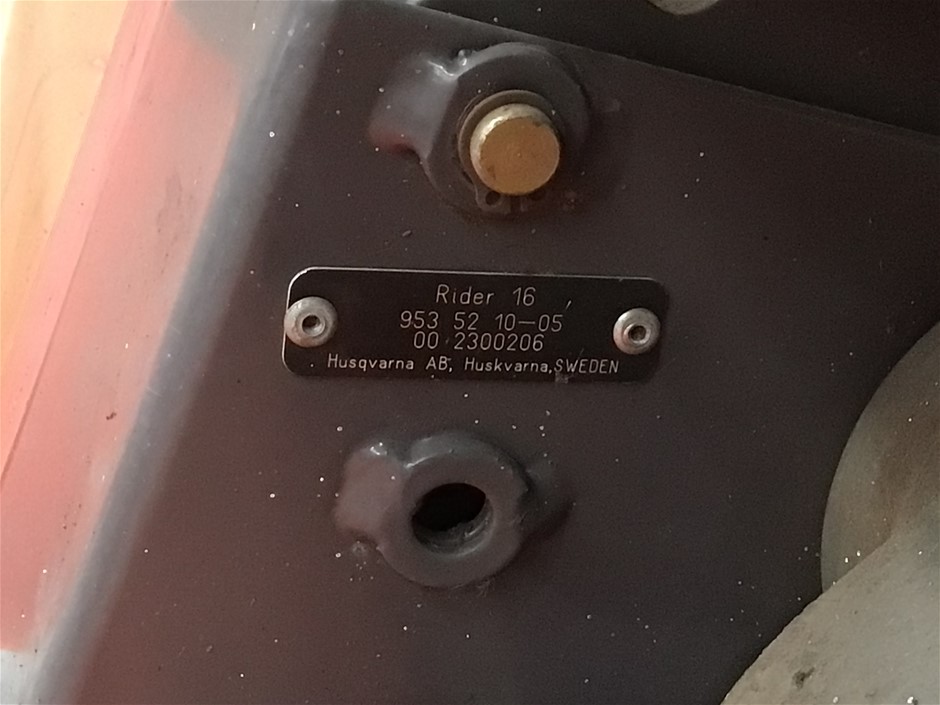 Rider 16
953 52 10-05
00 2300206
Husqvarna AB, Huskvarna, SWEDEN